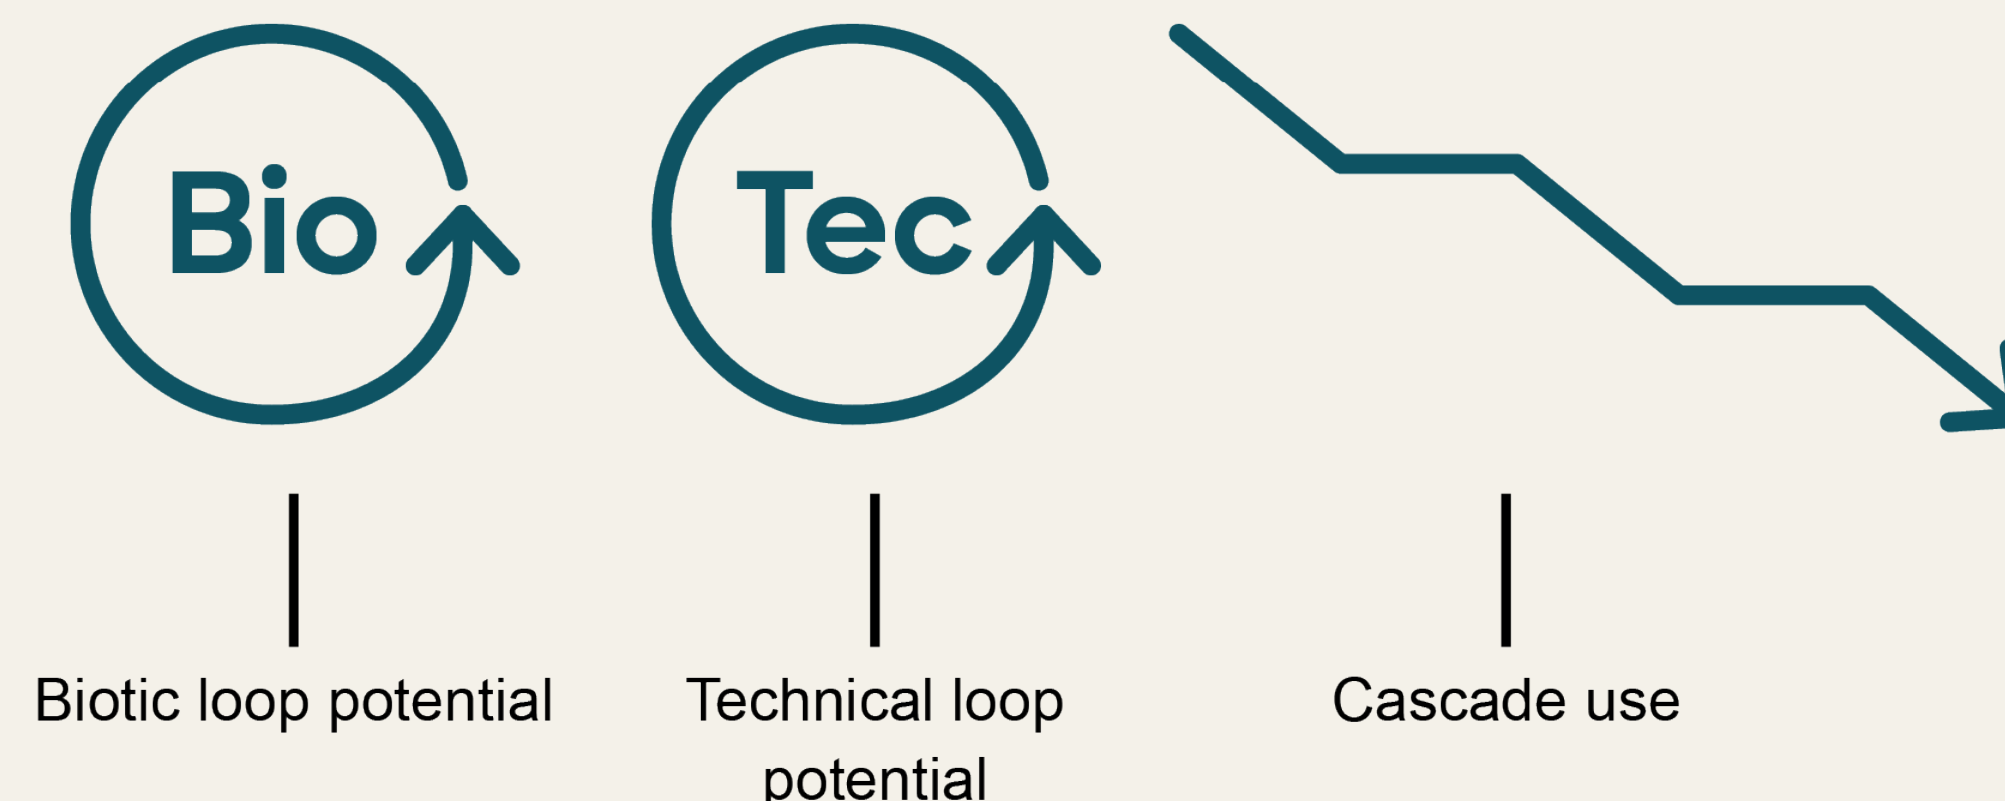 Bio
Tec
Biotic loop potential
Technical loop
potential
Cascade use